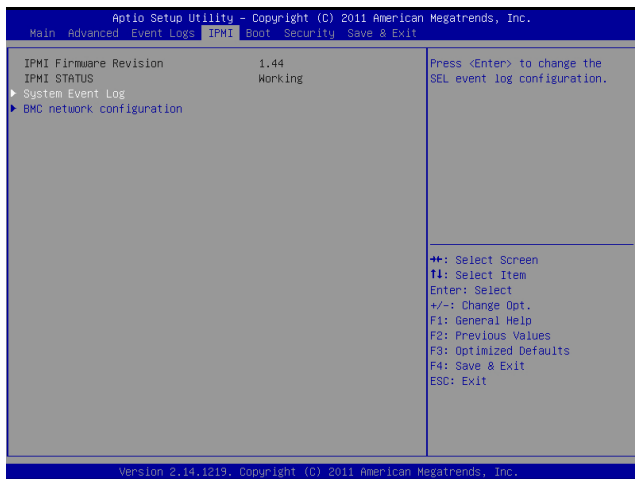 Aptio Setup Utility – Copyright (C) 2011 American Megatrends, Inc.
Main Advanced Event Logs IPMI Boot Security Save & Exit
IPMI Firmware Revision 1.44
IPMI STATUS Working
System Event Log
BMC network configuration
Press <Enter> to change the
SEL event log configuration.
→←: Select Screen
↑↓: Select Item
Enter: Select
+/-: Change Opt.
F1: General Help
F2: Previous Values
F3: Optimized Defaults
F4: Save & Exit
ESC: Exit
Version 2.14.1219. Copyright (C) 2011 American Megatrends, Inc.